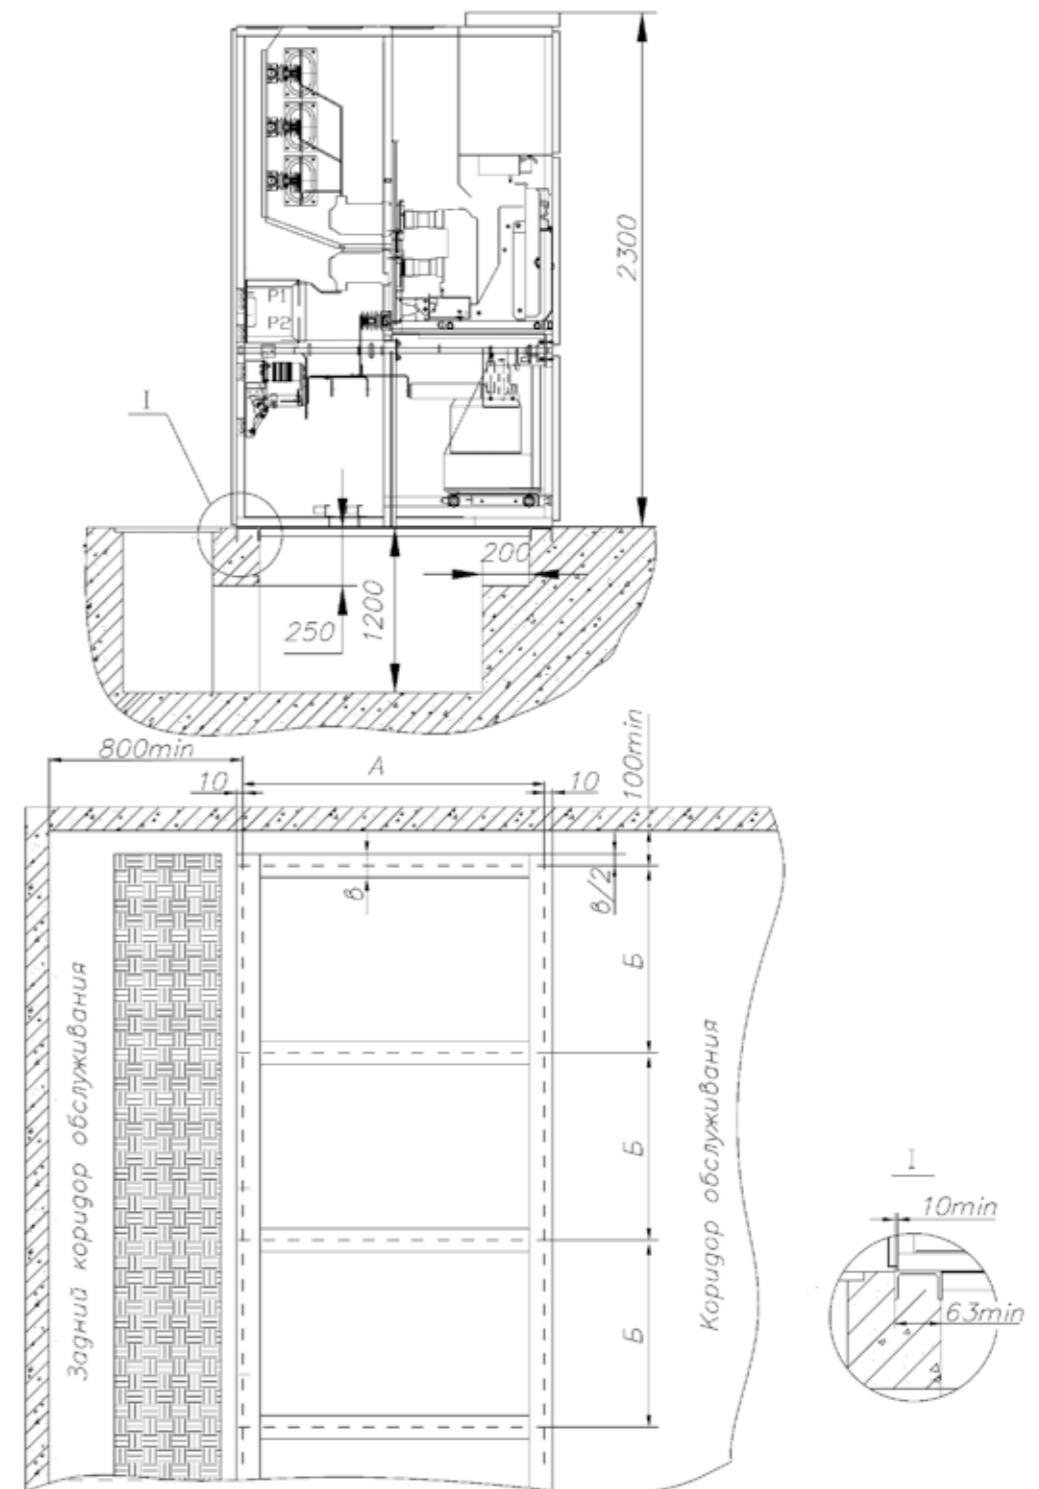 2300
P1
P2
I
200
250
1200
800min
10
А
10
100min
в
в/2
Б
Задний коридор обслуживания
Коридор обслуживания
Б
Б
I
10min
63min